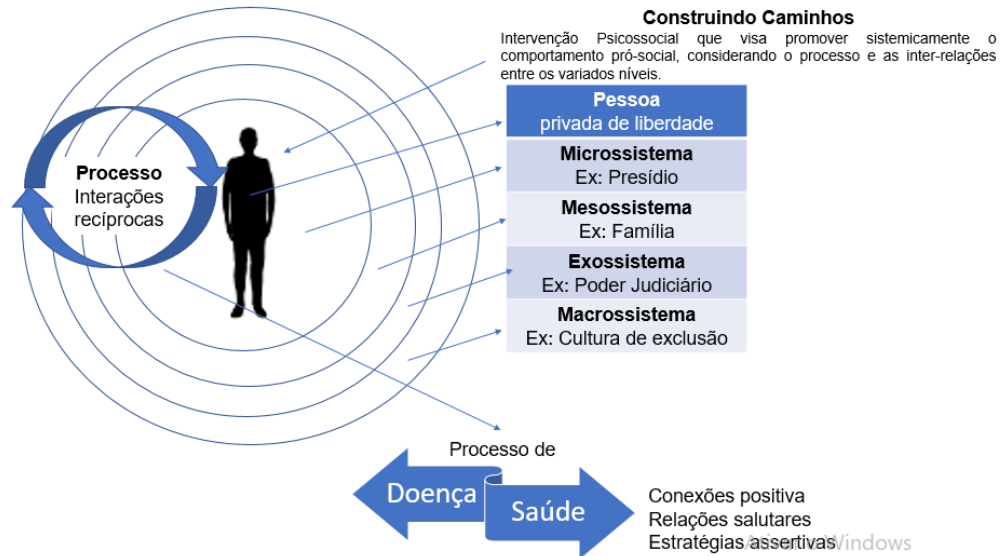 Construindo Caminhos
Intervenção Psicossocial que visa promover sistemicamente o
comportamento pró-social, considerando o processo e as inter-relações
entre os variados níveis.
Pessoa
privada de liberdade
Microssistema
Ex: Presídio
Mesossistema
Ex: Família
Exossistema
Ex: Poder Judiciário
Macrossistema
Ex: Cultura de exclusão
Processo
Interações
recíprocas
Processo de
Doença
Saúde
Conexões positiva
Relações salutares
Estratégias assertivas
Windows